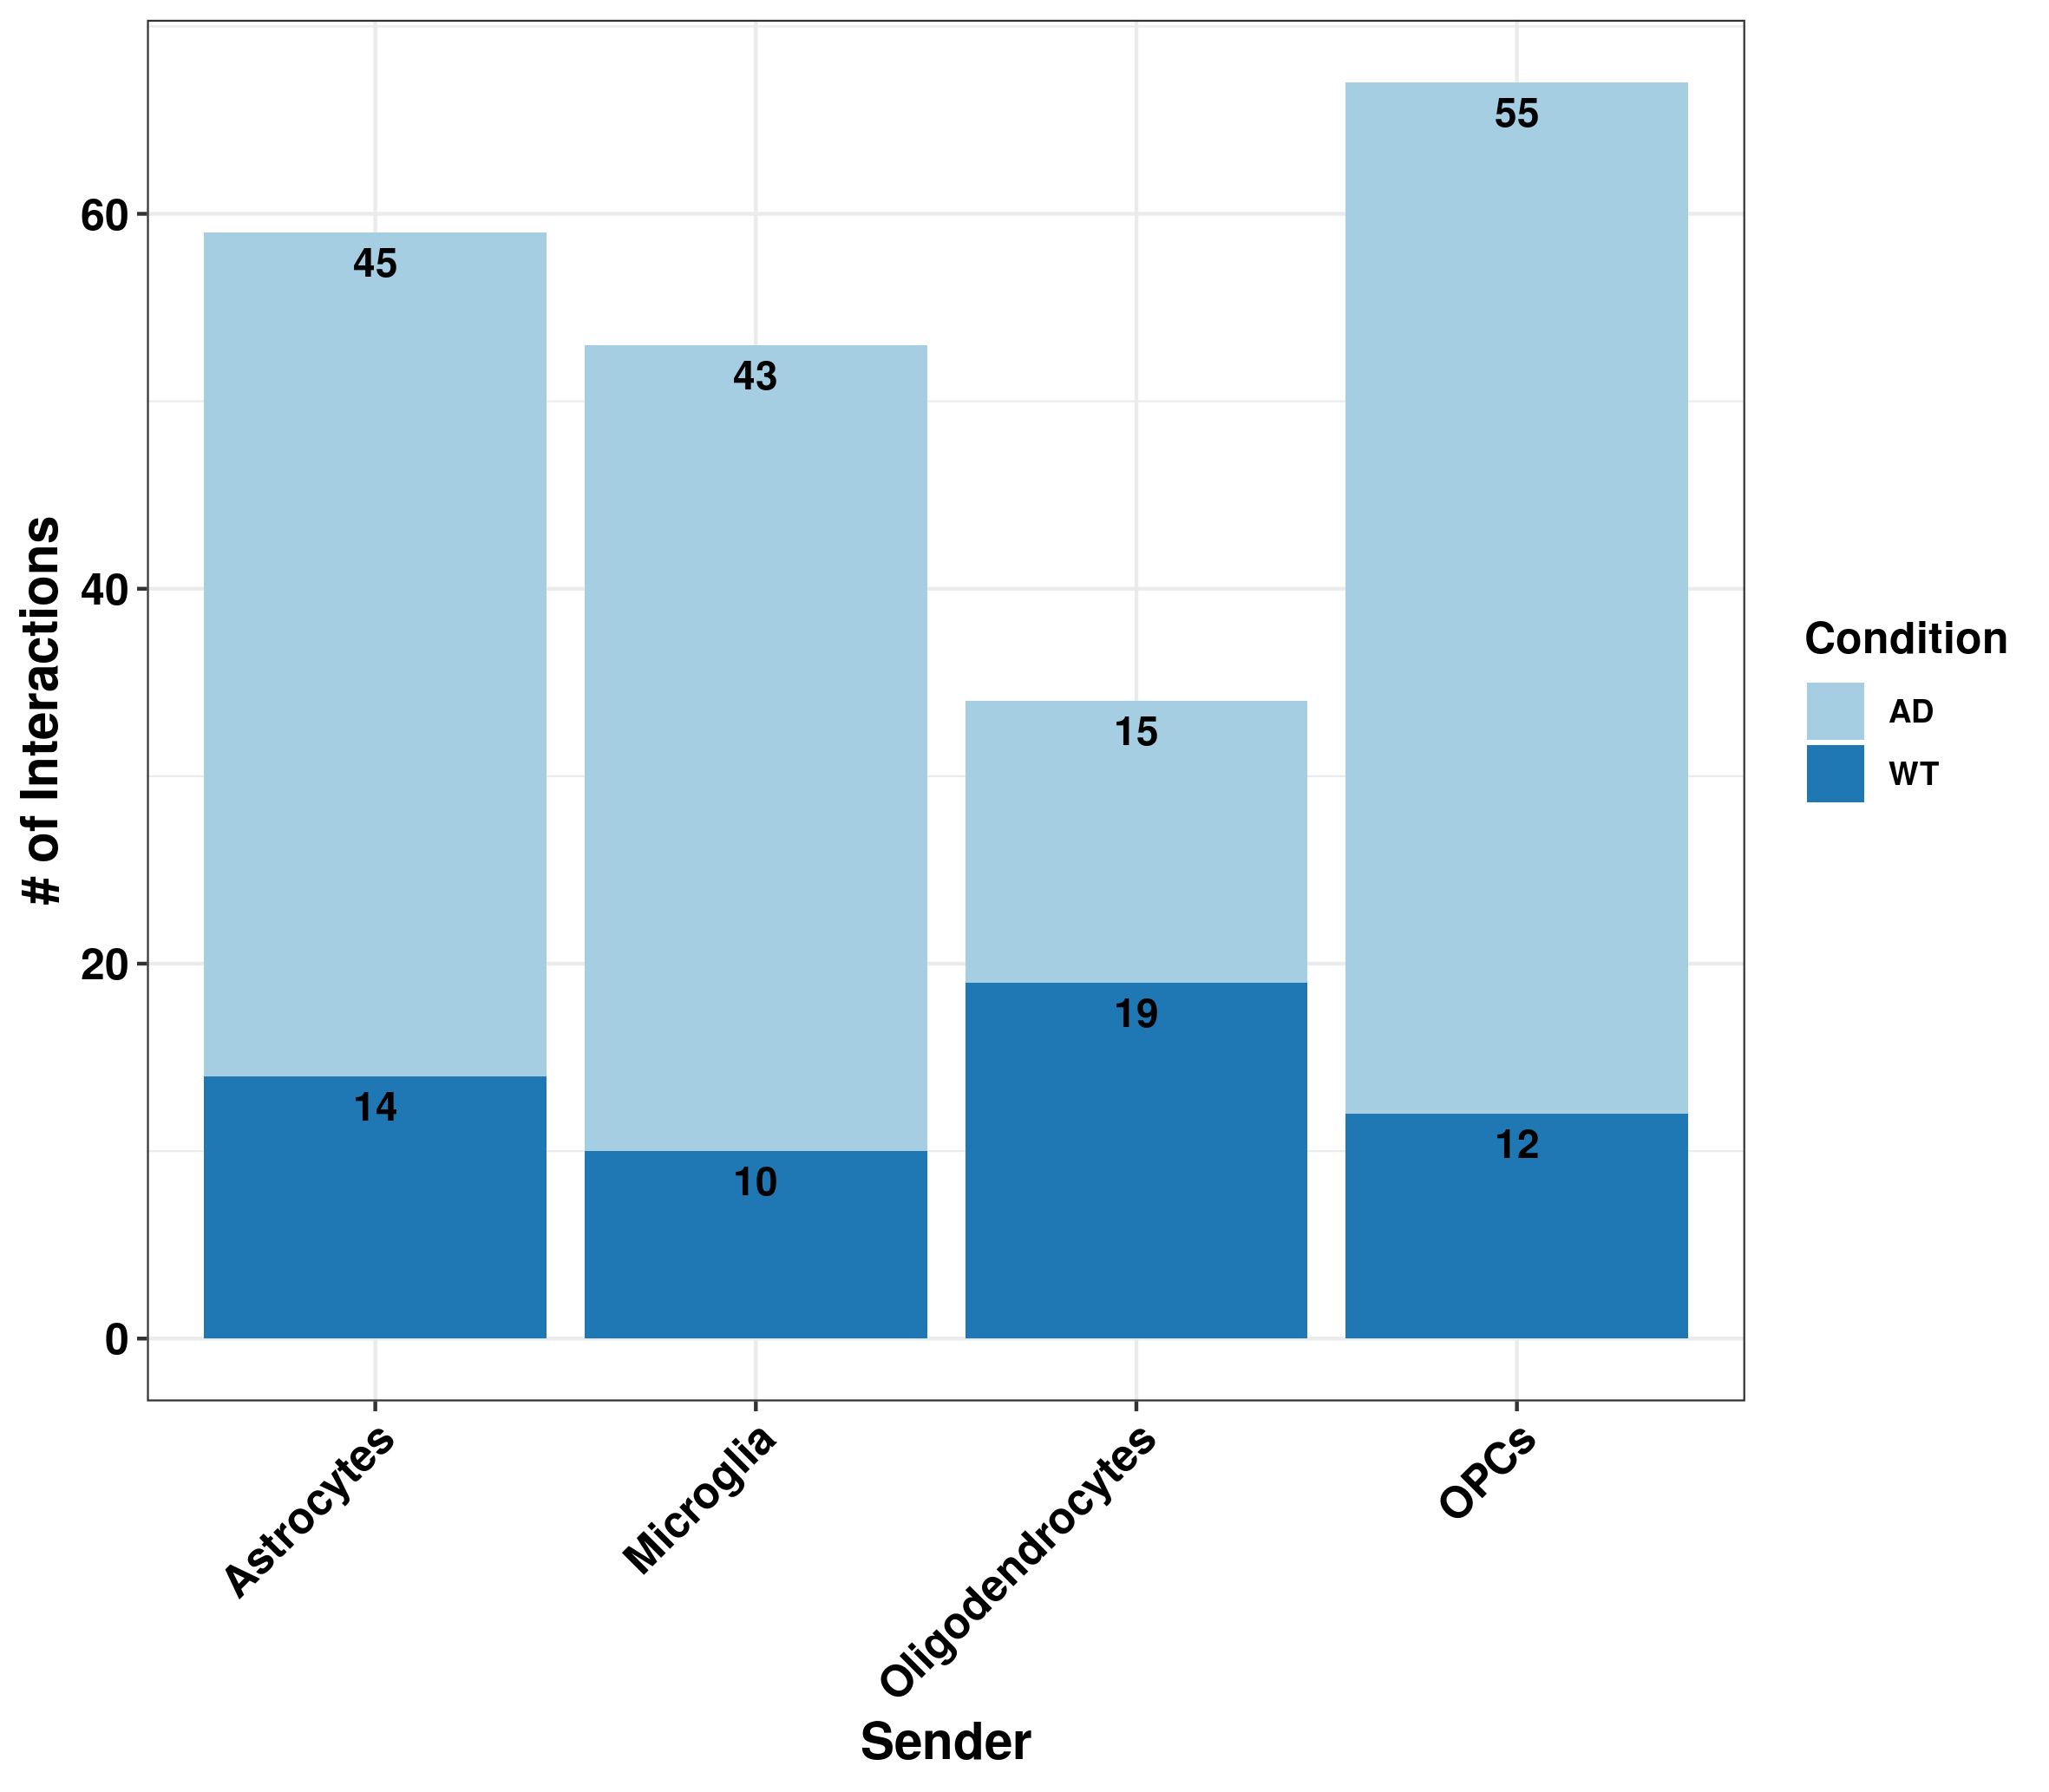 # of Interactions
60
40
20
0
45
14
43
10
15
19
55
12
Astrocytes
Microglia
Oligodendrocytes
OPCs
Sender
Condition
AD
WT